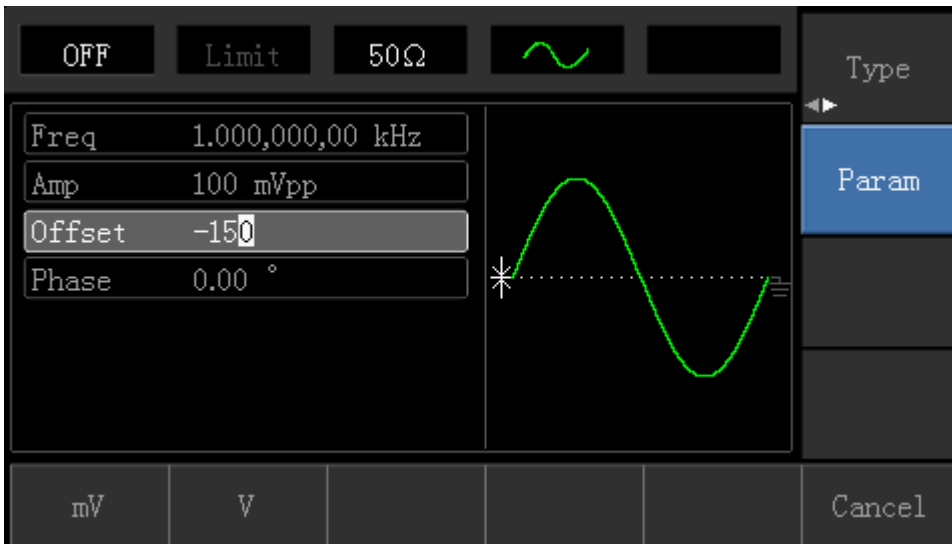 OFF Limit 50Ω
Type
Freq 1.000,000,00 kHz
Amp 100 mVpp
Param
Offset -150
Phase 0.00 °
mV V Cancel